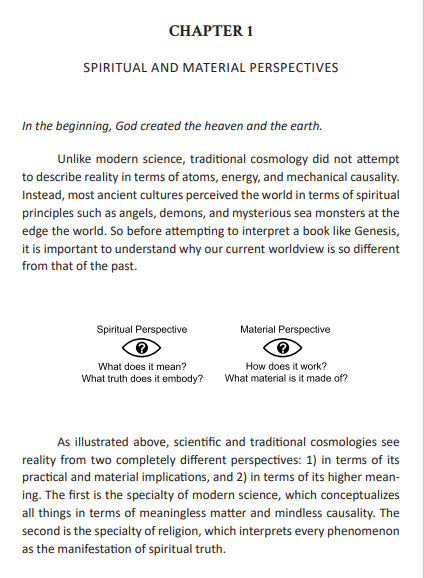 CHAPTER 1
SPIRITUAL AND MATERIAL PERSPECTIVES
In the beginning, God created the heaven and the earth.
Unlike modern science, traditional cosmology did not attempt
to describe reality in terms of atoms, energy, and mechanical causality.
Instead, most ancient cultures perceived the world in terms of spiritual
principles such as angels, demons, and mysterious sea monsters at the
edge the world. So before attempting to interpret a book like Genesis,
it is important to understand why our current worldview is so different
from that of the past.
Spiritual Perspective
?
What does it mean?
What truth does it embody?
Material Perspective
?
How does it work?
What material is it made of?
As illustrated above, scientific and traditional cosmologies see
reality from two completely different perspectives: 1) in terms of its
practical and material implications, and 2) in terms of its higher mean-
ing. The first is the specialty of modern science, which conceptualizes
all things in terms of meaningless matter and mindless causality. The
second is the specialty of religion, which interprets every phenomenon
as the manifestation of spiritual truth.